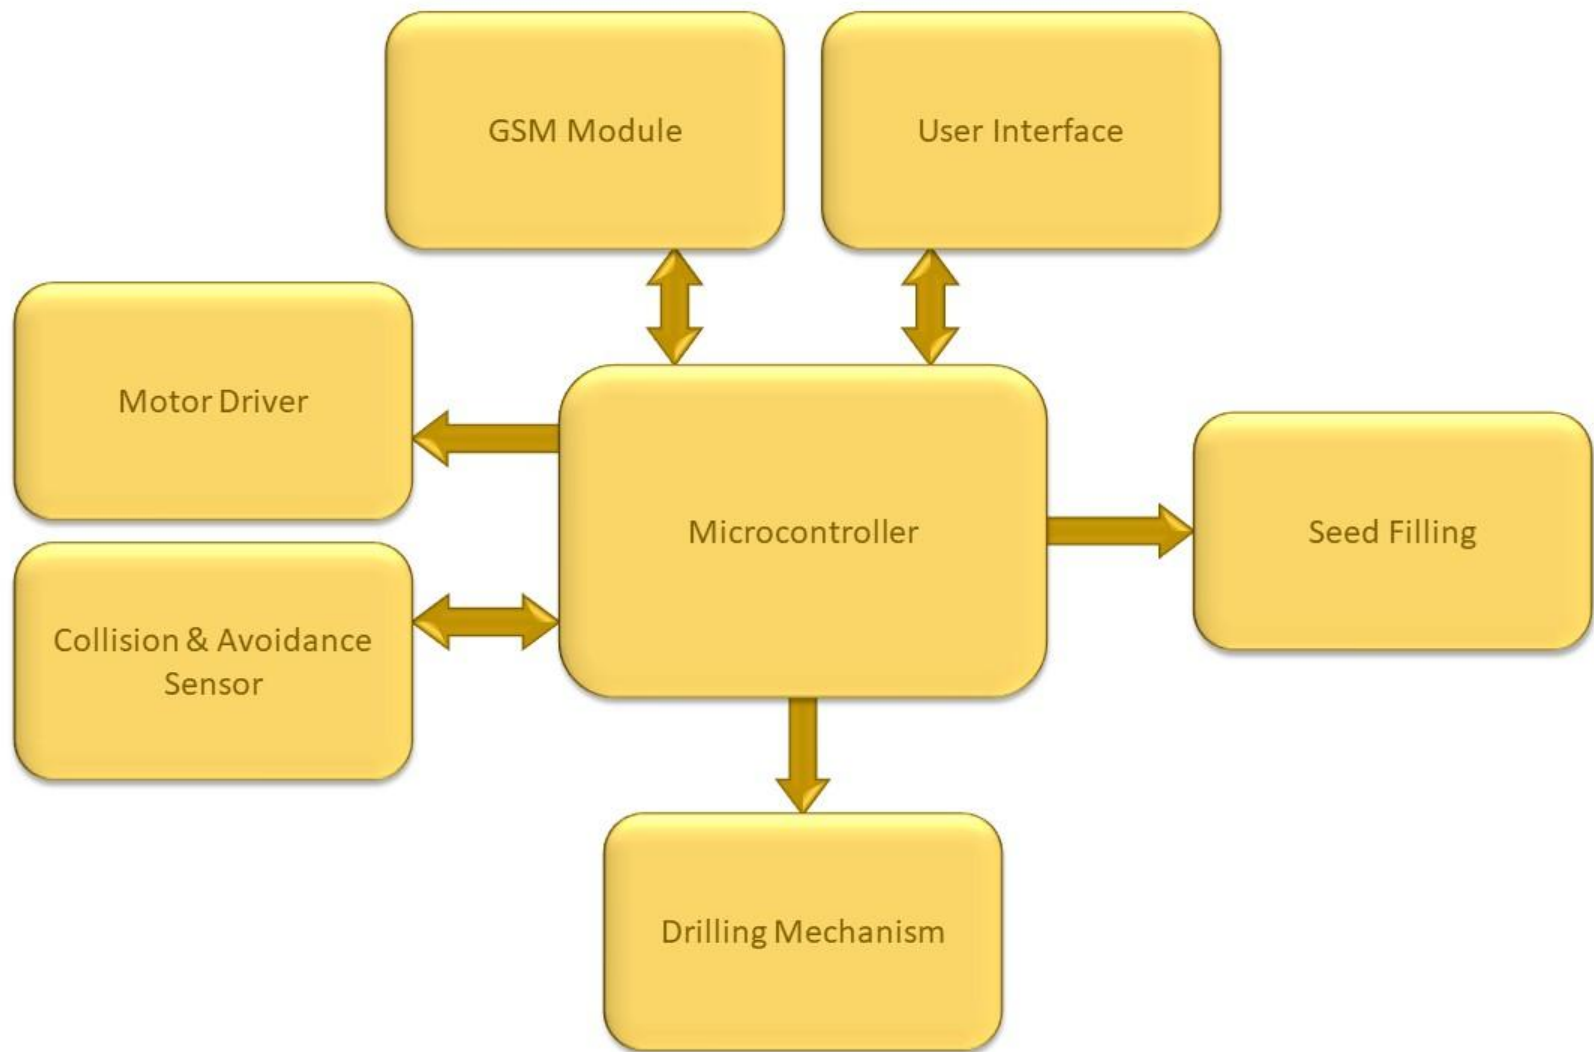 GSM Module
User Interface
Motor Driver
Microcontroller
Seed Filling
Collision & Avoidance
Sensor
Drilling Mechanism